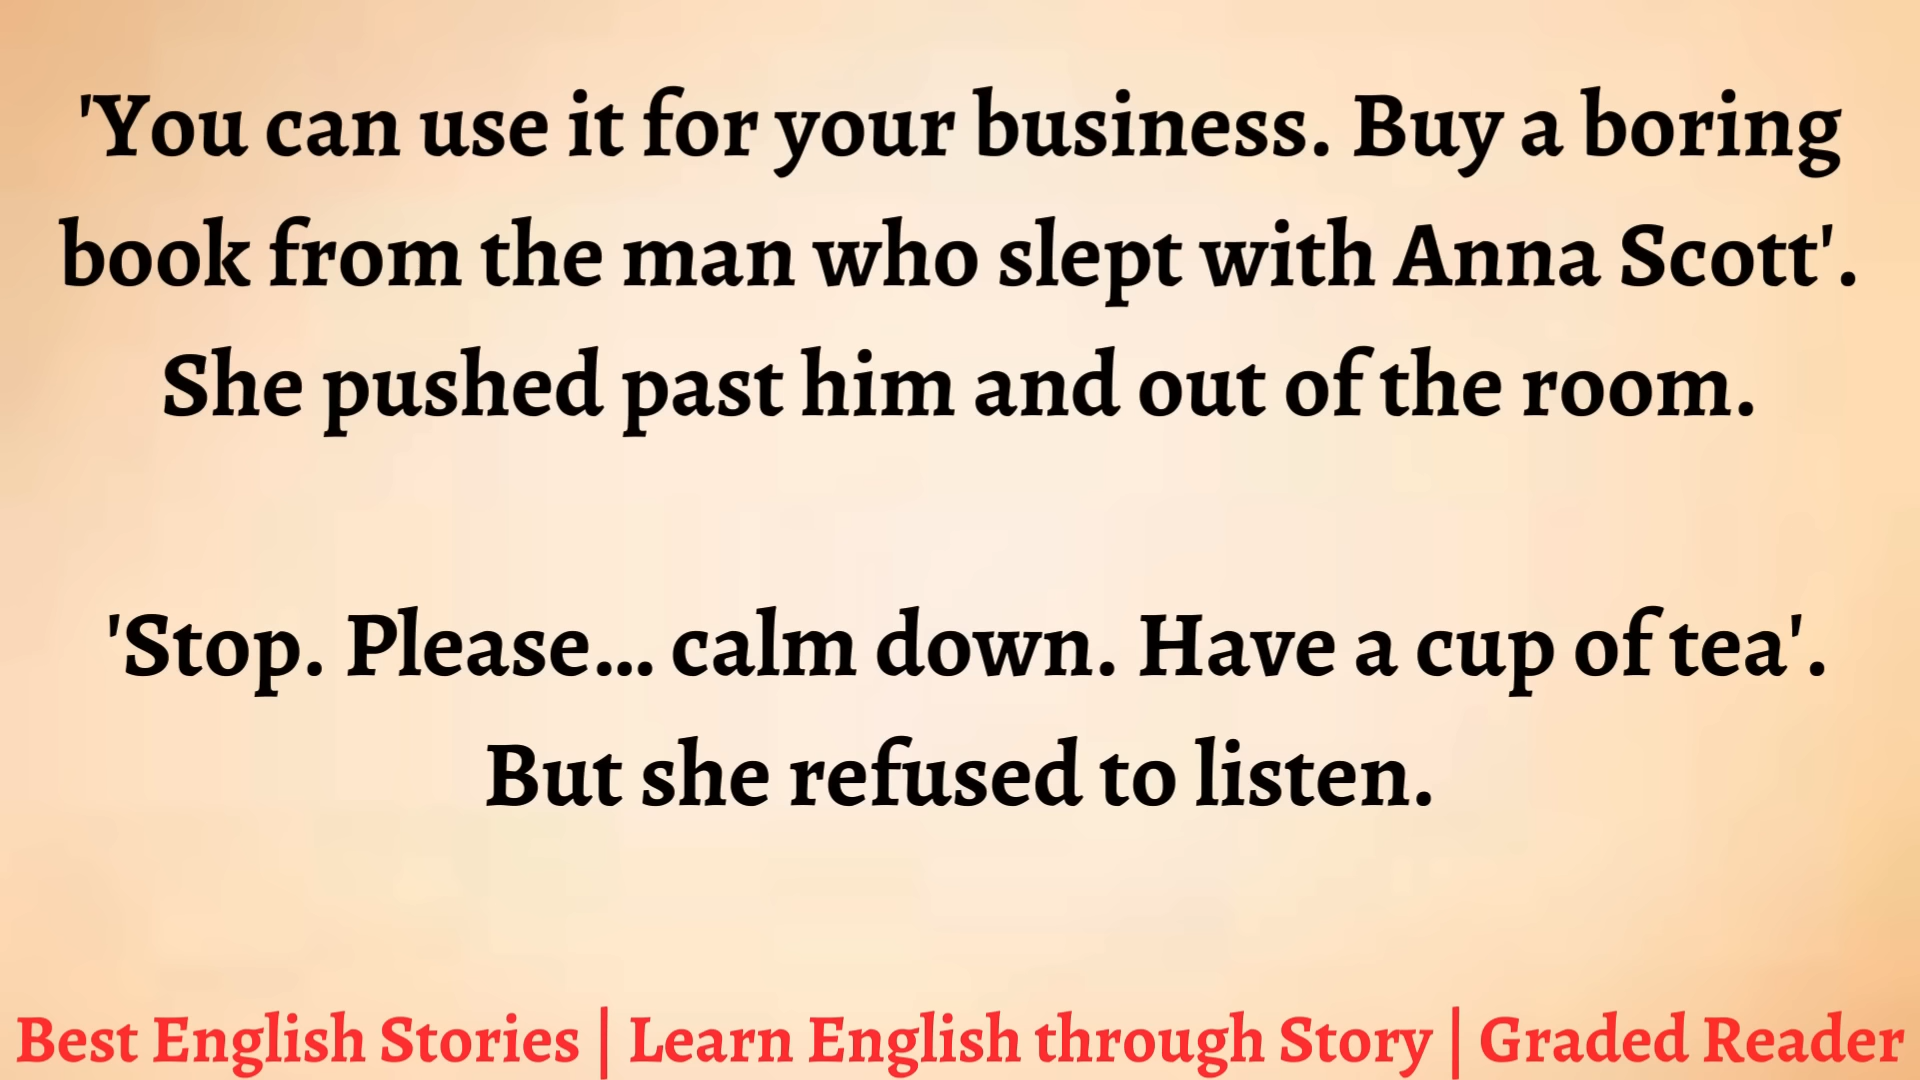 'You can use it for your business. Buy a boring
book from the man who slept with Anna Scott'.
She pushed past him and out of the room.
'Stop. Please... calm down. Have a cup of tea'.
But she refused to listen.
Best English Stories | Learn English through Story | Graded Reader